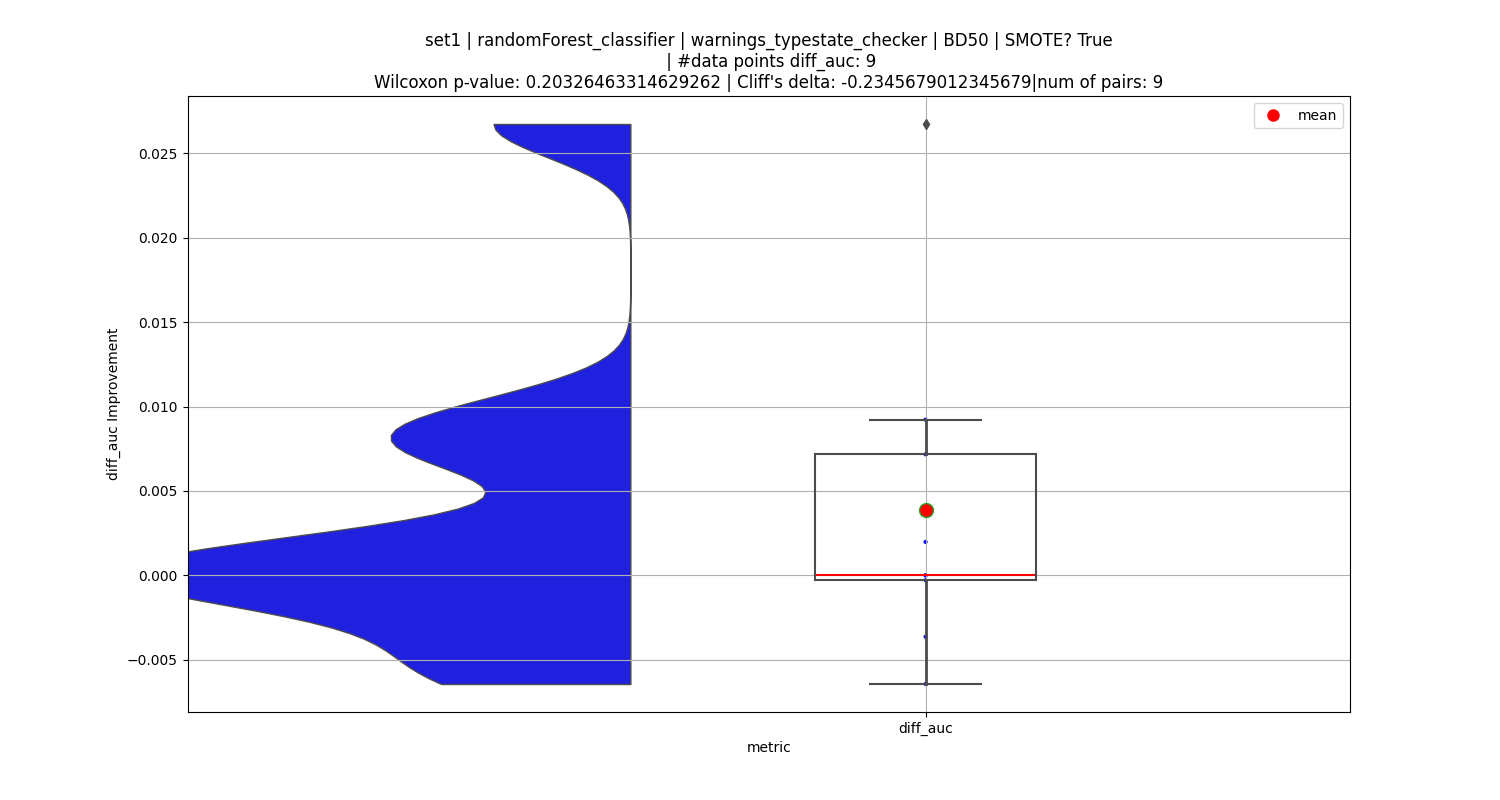 set1 | randomForest_classifier | warnings_typestate_checker | BD50 | SMOTE? True
| #data points diff_auc: 9
Wilcoxon p-value: 0.20326463314629262 | Cliff's delta: -0.2345679012345679|num of pairs: 9
mean
0.025
0.020
0.015
0.010
0.005
0.000
−0.005
diff_auc Improvement
diff_auc
metric